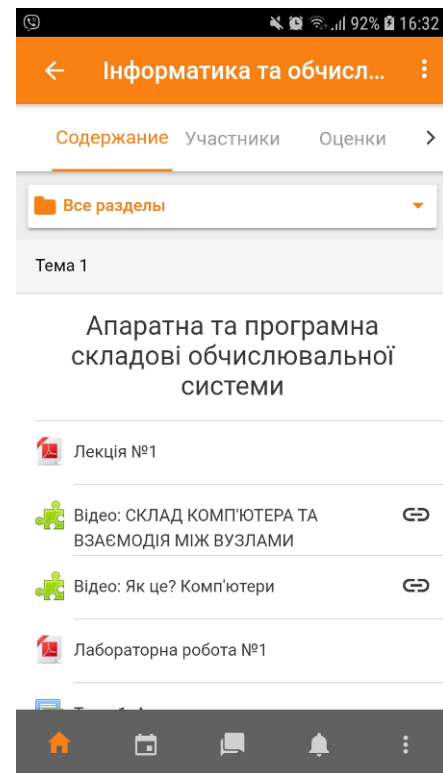 92% 16:32
Інформатика та обчисл...
Содержание Участники Оценки
Все разделы
Тема 1
Апаратна та програмна
складові обчислювальної
системи
Лекція №1
Відео: СКЛАД КОМП'ЮТЕРА ТА
ВЗАЄМОДІЯ МІЖ ВУЗЛАМИ
Відео: Як це? Комп'ютери
Лабораторна робота №1